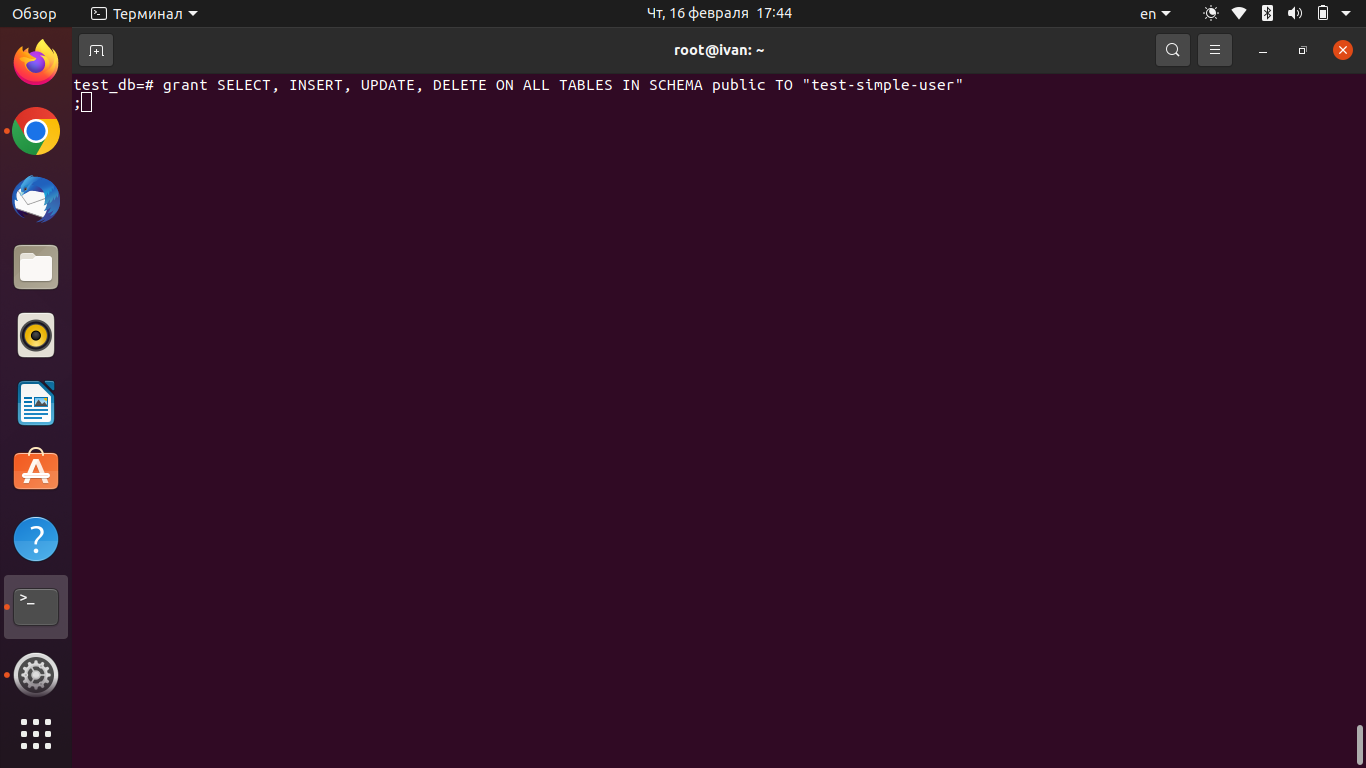 Обзор
Терминал
Чт, 16 февраля 17:44
en
root@ivan: ~
test_db=# grant SELECT, INSERT, UPDATE, DELETE ON ALL TABLES IN SCHEMA public TO "test-simple-user"
;